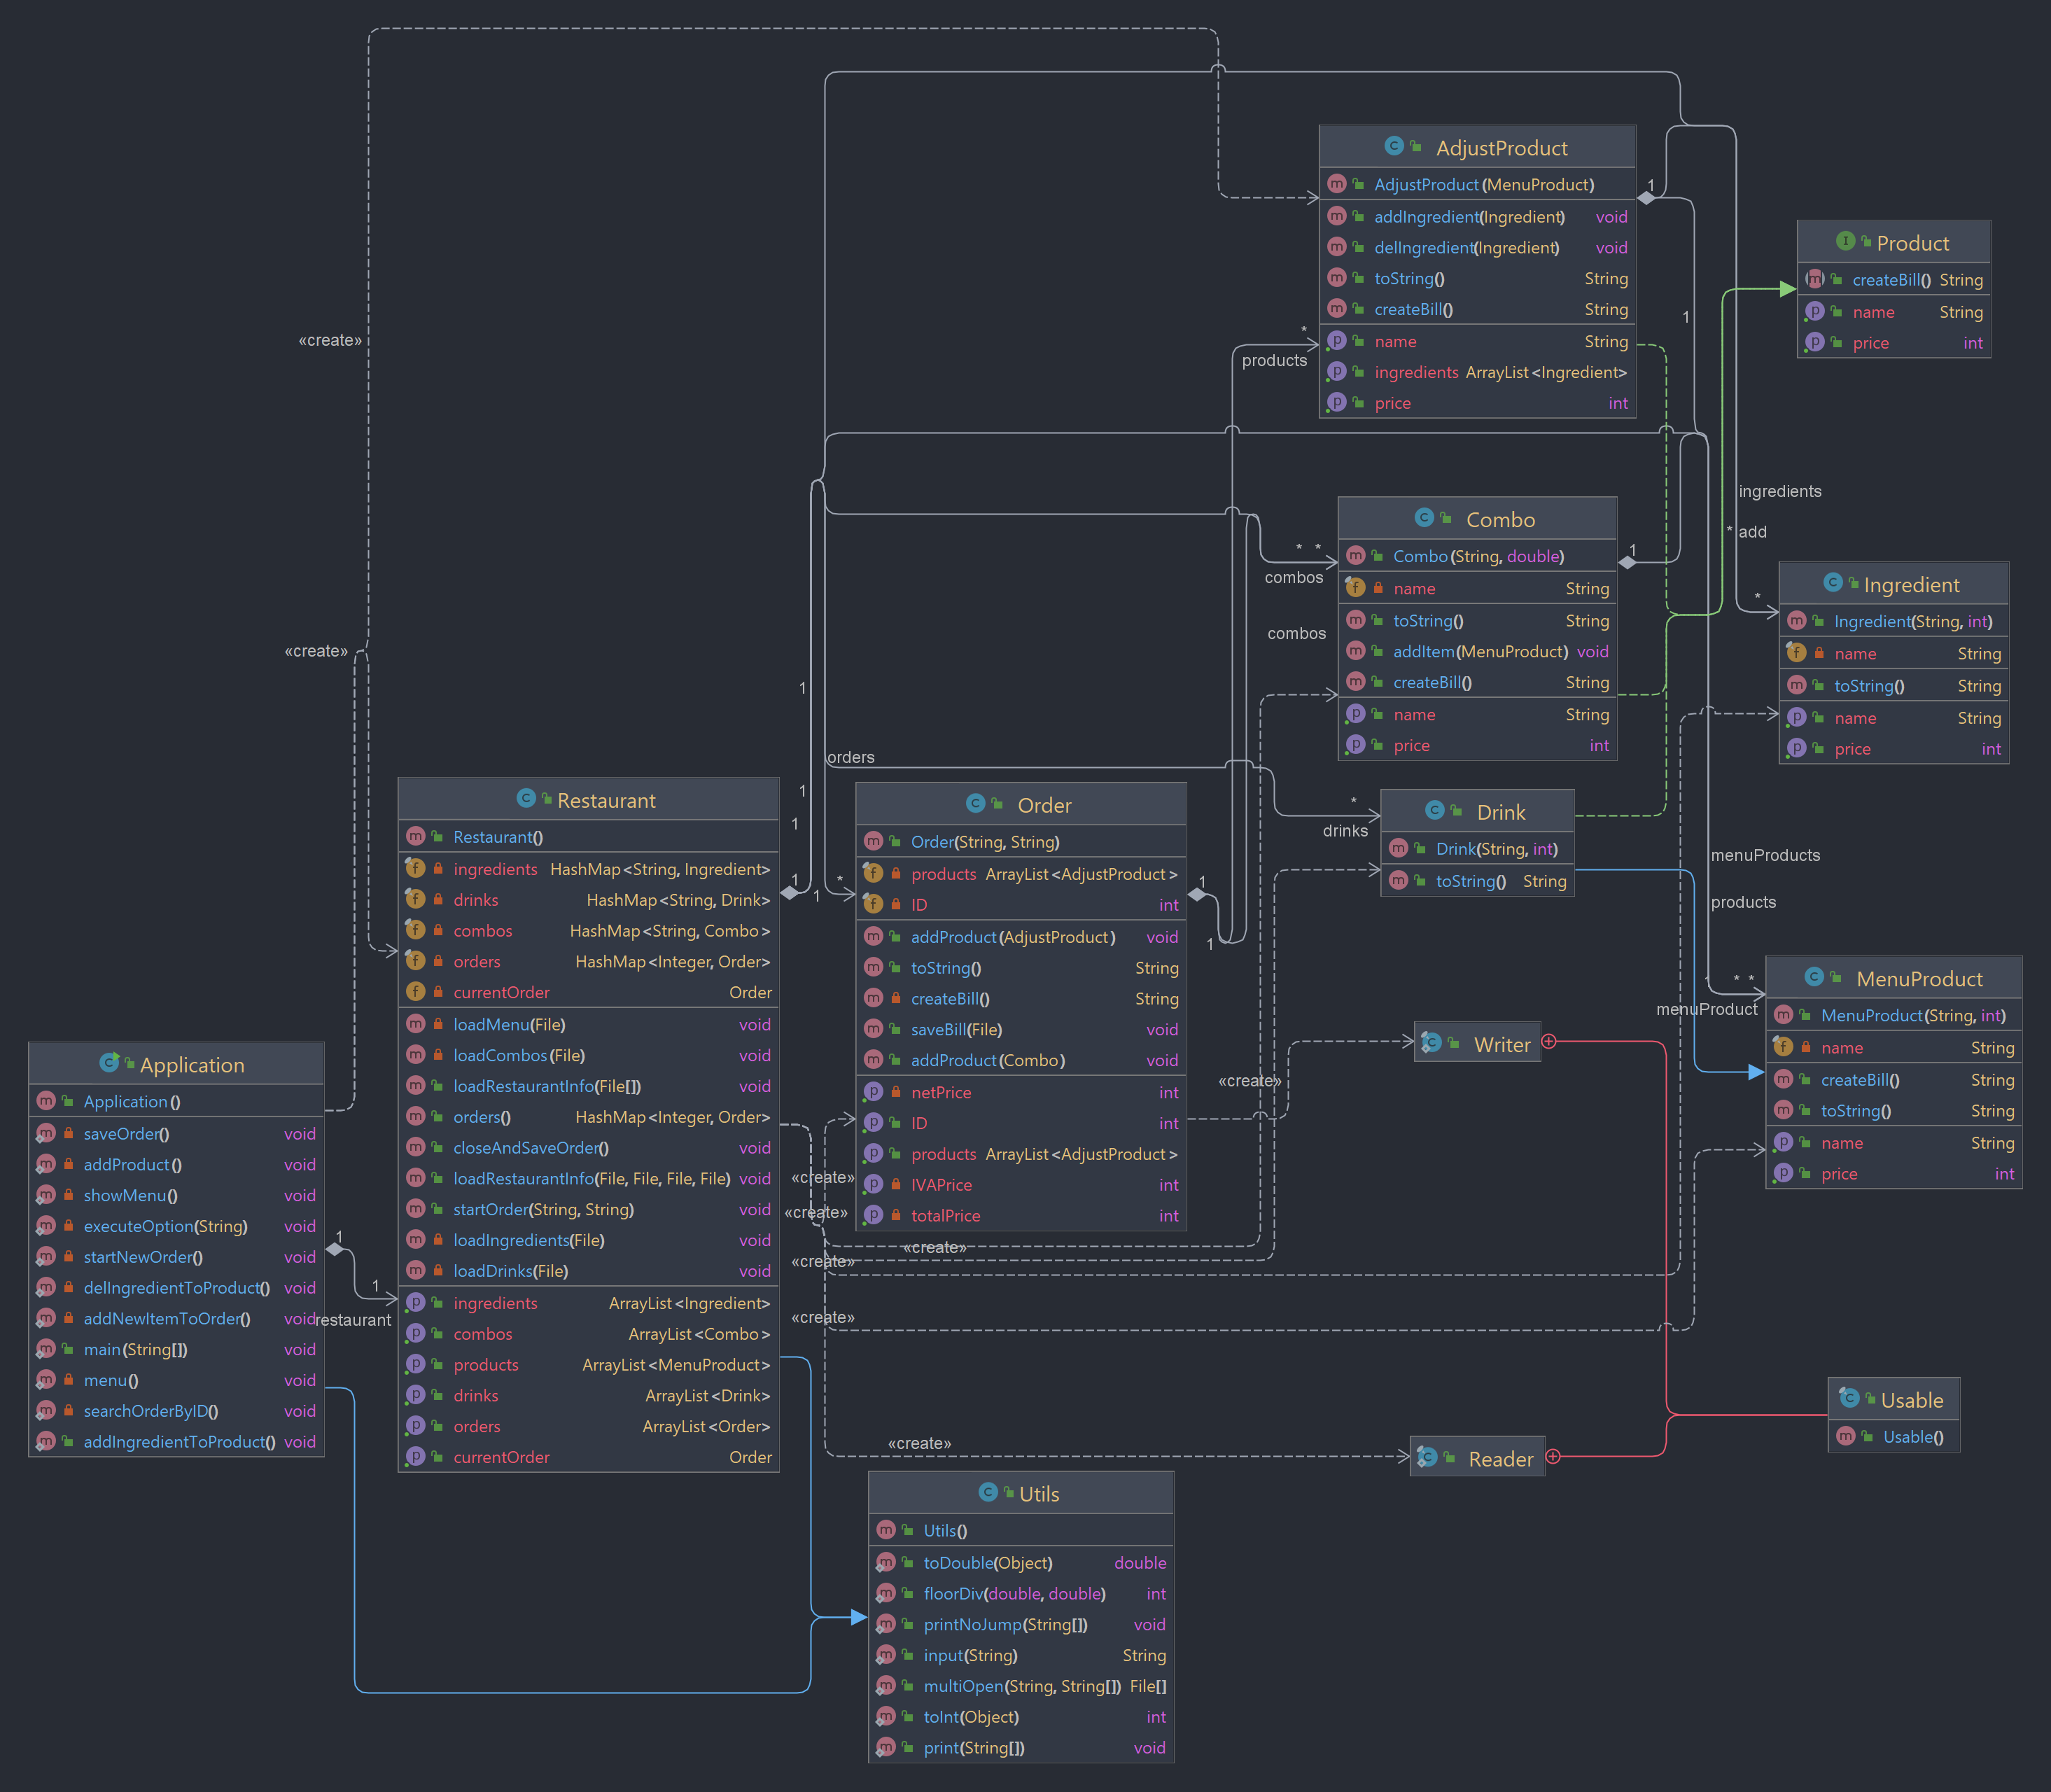 «create»
«create»
AdjustProduct
AdjustProduct(MenuProduct)
addIngredient(Ingredient) void
delIngredient(Ingredient) void
toString() String
createBill() String
name String
ingredients ArrayList<Ingredient>
price int
1
1
*
products
Product
createBill() String
name String
price int
ingredients
* add
*
Combo
Combo(String, double)
name String
toString() String
addItem(MenuProduct) void
createBill() String
name String
price int
1
* *
combos
combos
Ingredient
Ingredient(String, int)
name String
toString() String
name String
price int
1
1
1
1
1
orders
*
Restaurant
Restaurant()
ingredients HashMap<String, Ingredient>
drinks HashMap<String, Drink>
combos HashMap<String, Combo>
orders HashMap<Integer, Order>
currentOrder Order
loadMenu(File) void
loadCombos(File) void
loadRestaurantInfo(File[]) void
orders() HashMap<Integer, Order>
closeAndSaveOrder() void
loadRestaurantInfo(File, File, File, File) void
startOrder(String, String) void
loadIngredients(File) void
loadDrinks(File) void
ingredients ArrayList<Ingredient>
combos ArrayList<Combo>
products ArrayList<MenuProduct>
drinks ArrayList<Drink>
orders ArrayList<Order>
currentOrder Order
Order
Order(String, String)
products ArrayList<AdjustProduct>
ID int
addProduct(AdjustProduct) void
toString() String
createBill() String
saveBill(File) void
addProduct(Combo) void
netPrice int
ID int
products ArrayList<AdjustProduct>
IVAPrice int
totalPrice int
1
1
*
drinks
Drink
Drink(String, int)
toString() String
menuProducts
products
* *
menuProduct
MenuProduct
MenuProduct(String, int)
name String
createBill() String
toString() String
name String
price int
Writer
«create»
Application
Application()
saveOrder() void
addProduct() void
showMenu() void
executeOption(String) void
startNewOrder() void
delIngredientToProduct() void
addNewItemToOrder() void
main(String[]) void
menu() void
searchOrderByID() void
addIngredientToProduct() void
1
1
restaurant
«create»
«create»
«create»
«create»
«create»
«create»
Reader
Usable
Usable()
Utils
Utils()
toDouble(Object) double
floorDiv(double, double) int
printNoJump(String[]) void
input(String) String
multiOpen(String, String[]) File[]
toInt(Object) int
print(String[]) void